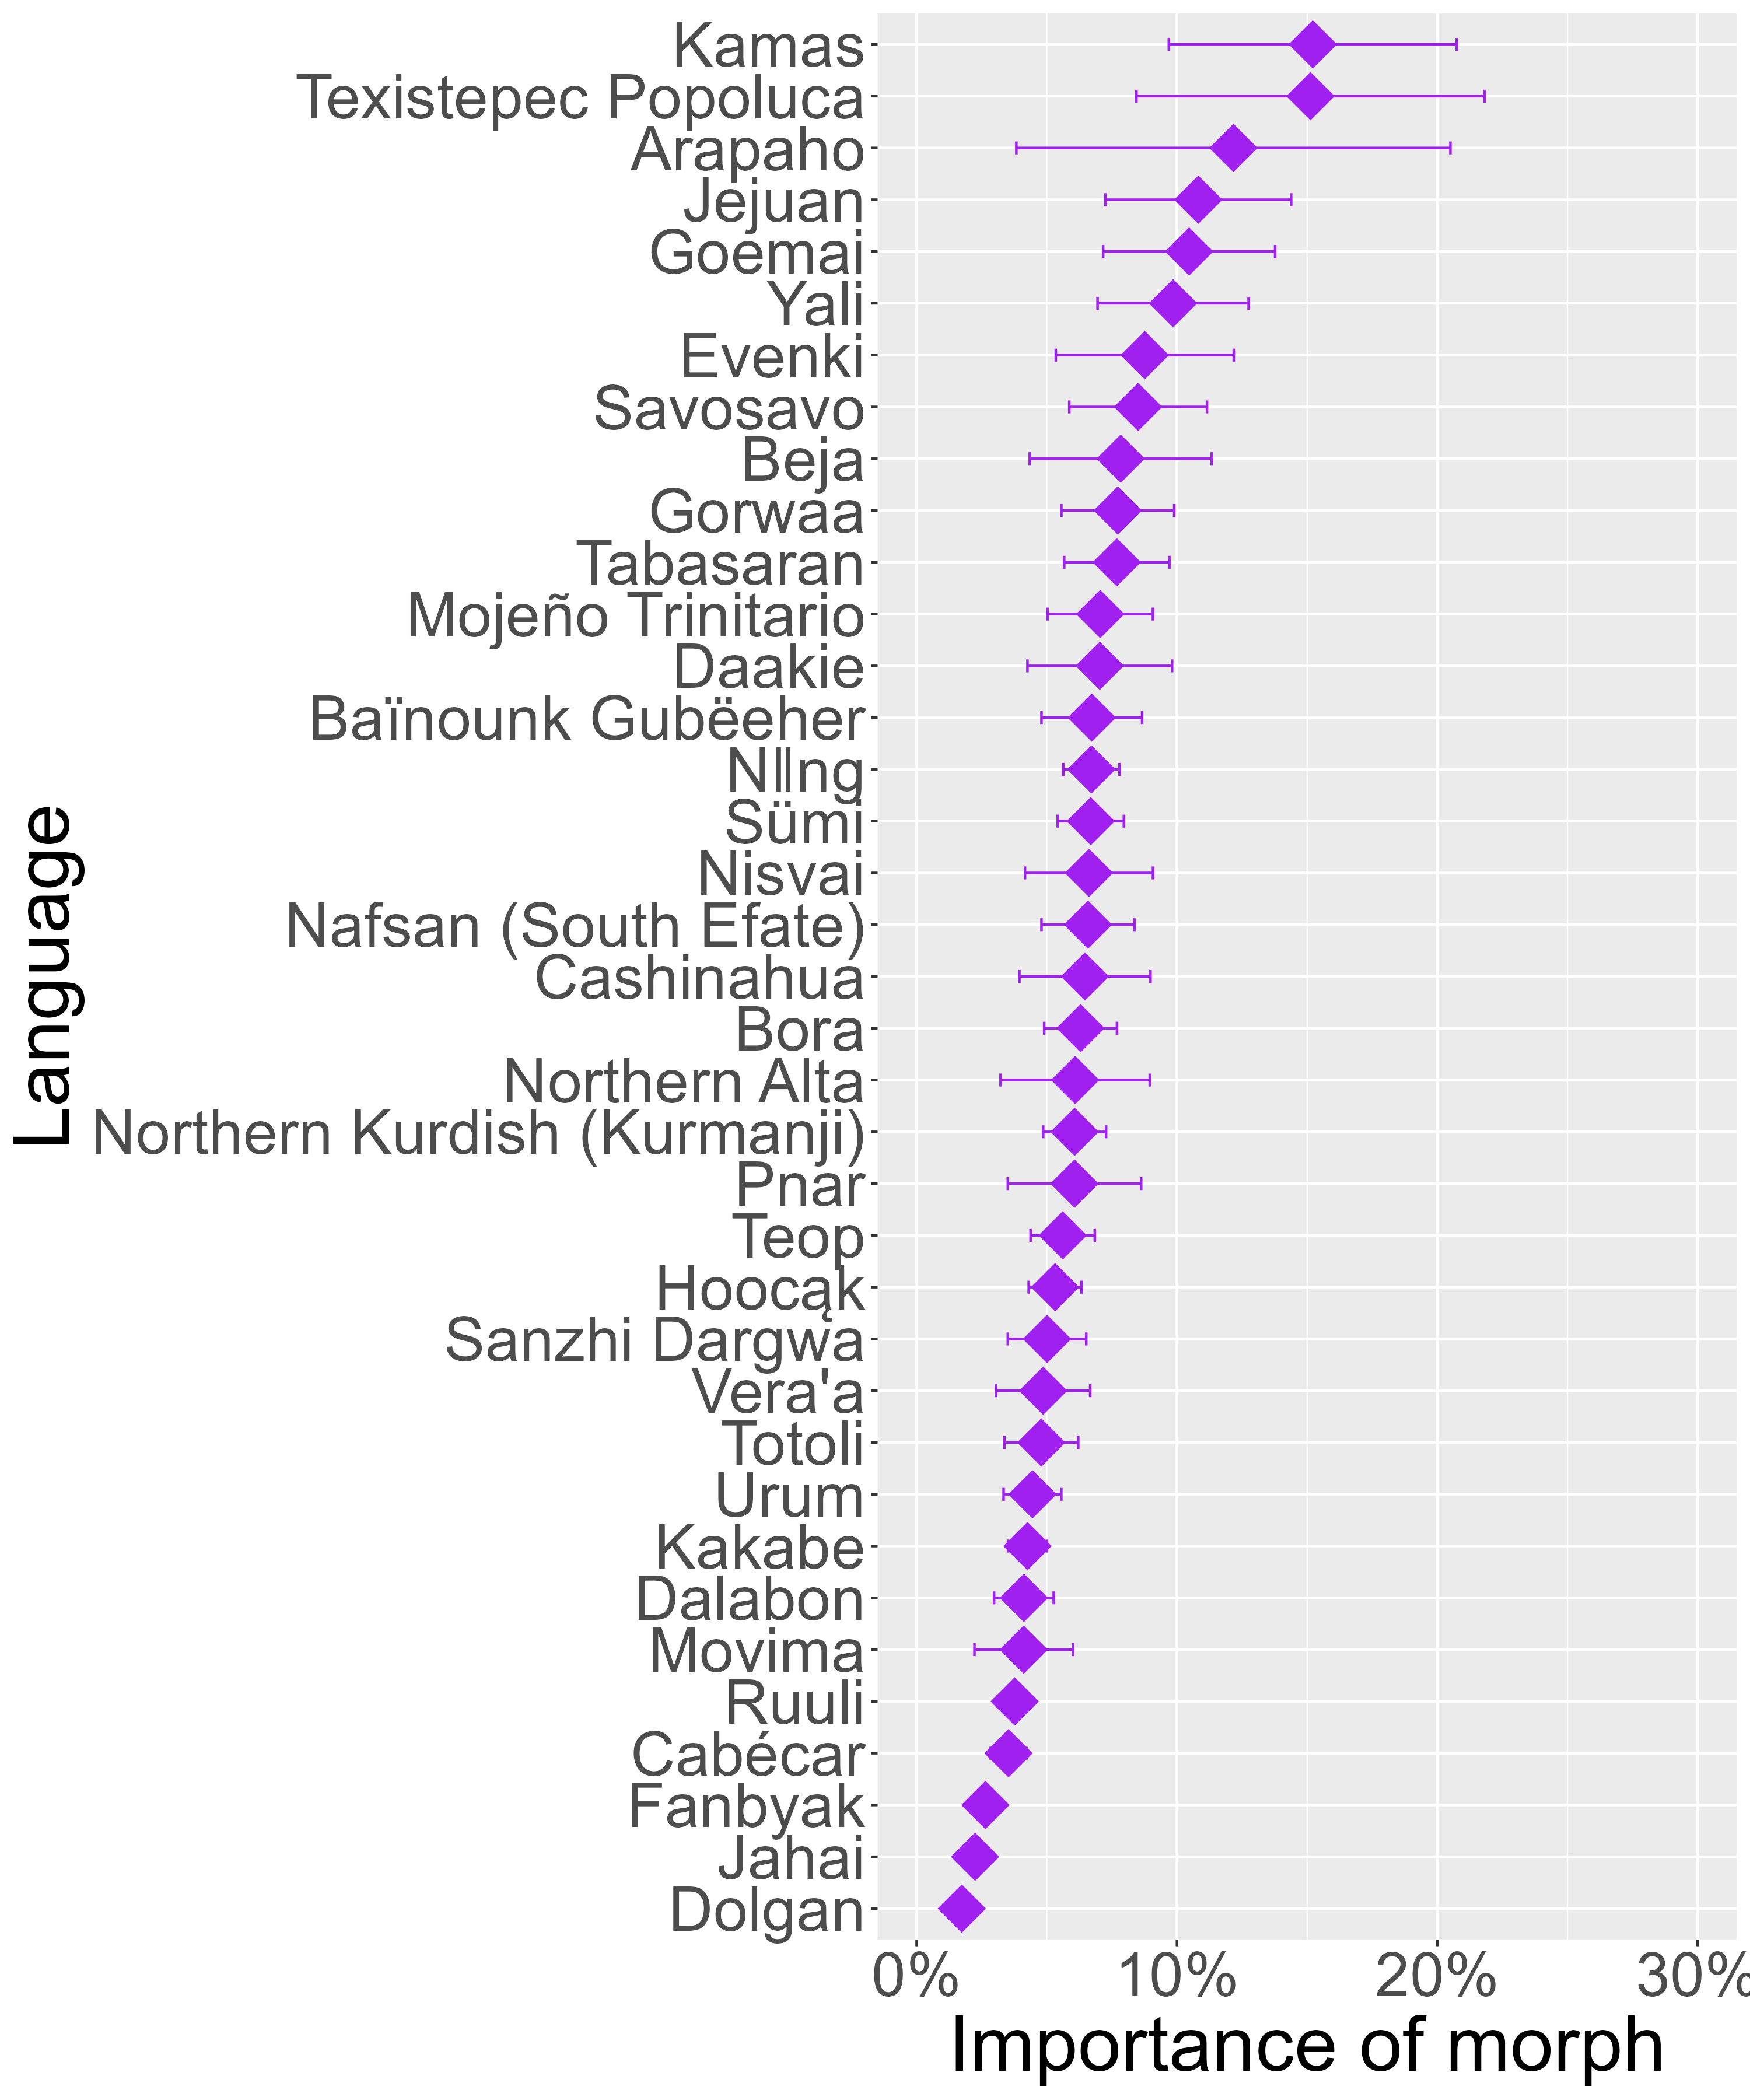 Language
Kamas
Texistepec Popoluca
Arapaho
Jejuan
Goemai
Yali
Evenki
Savosavo
Beja
Gorwaa
Tabasaran
Mojeño Trinitario
Daakie
Baïnounk Gubëeher
Nǁng
Sümi
Nisvai
Nafsan (South Efate)
Cashinahua
Bora
Northern Alta
Northern Kurdish (Kurmanji)
Pnar
Teop
Hoocąk
Sanzhi Dargwa
Vera'a
Totoli
Urum
Kakabe
Dalabon
Movima
Ruuli
Cabécar
Fanbyak
Jahai
Dolgan
0% 10% 20% 30%
Importance of morph